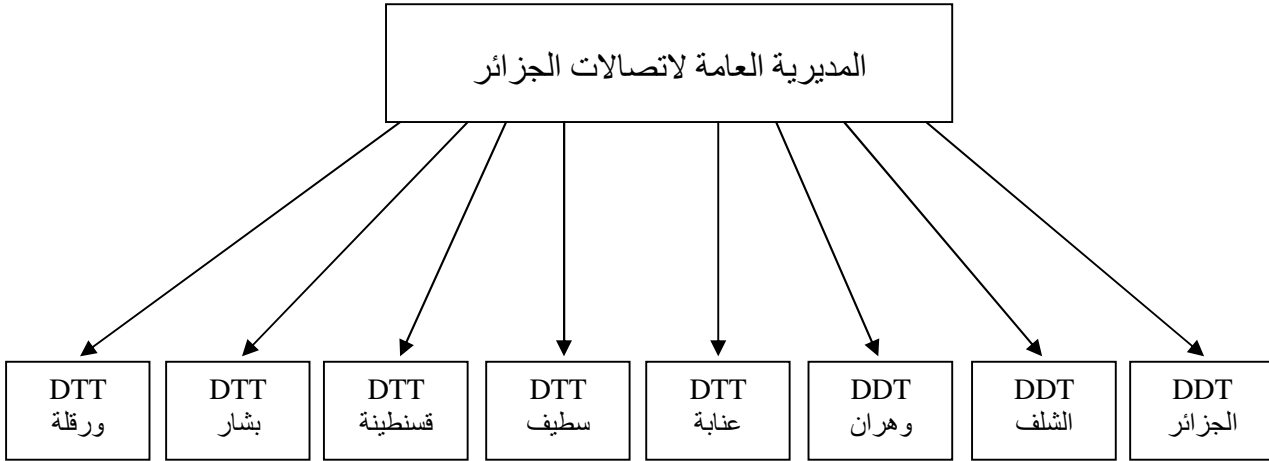 المديرية العامة لاتصالات الجزائر
DDT
الجزائر
DDT
الشلف
DDT
وهران
DTT
عنابة
DTT
سطيف
DTT
قسنطينة
DTT
بشار
DTT
ورقلة